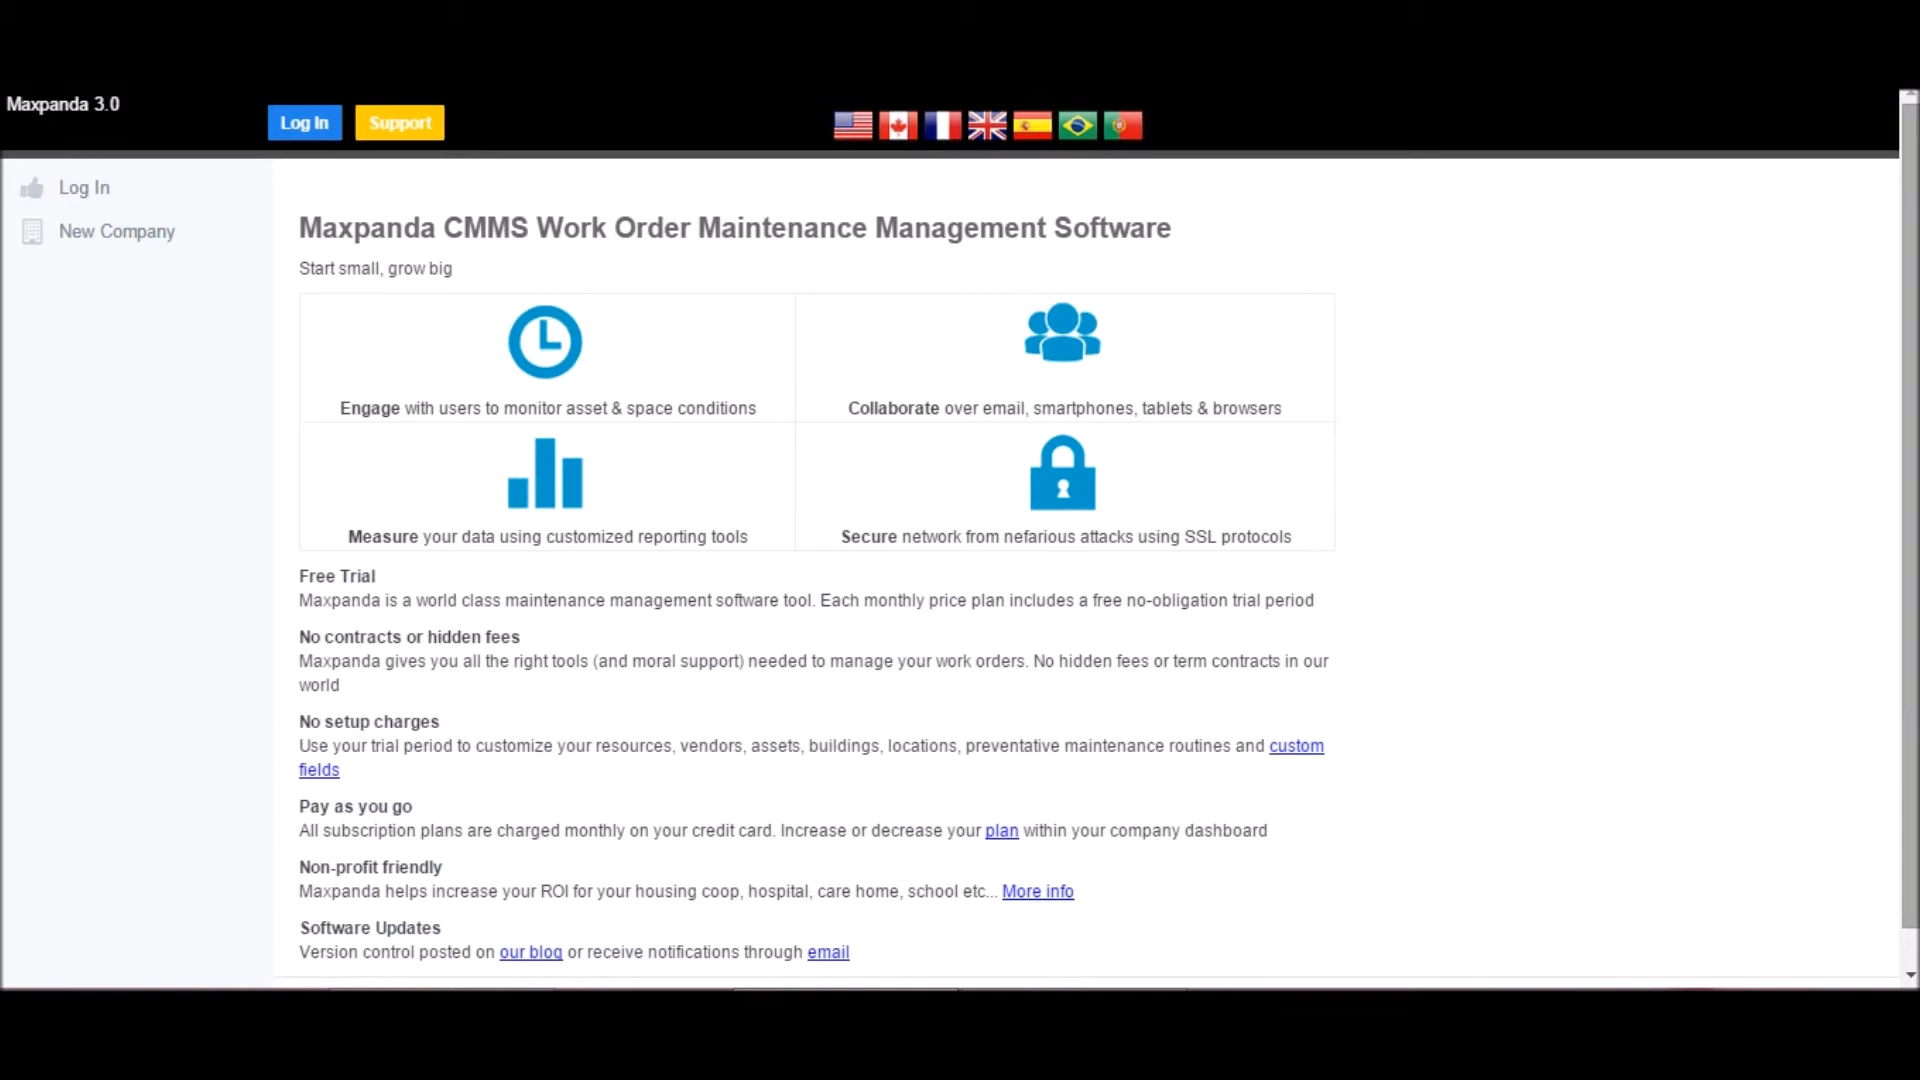 Maxpanda 3.0
Log In
Support
Log In
New Company
Maxpanda CMMS Work Order Maintenance Management Software
Start small, grow big
Engage with users to monitor asset & space conditions
Collaborate over email, smartphones, tablets & browsers
Measure your data using customized reporting tools
Secure network from nefarious attacks using SSL protocols
Free Trial
Maxpanda is a world class maintenance management software tool. Each monthly price plan includes a free no-obligation trial period
No contracts or hidden fees
Maxpanda gives you all the right tools (and moral support) needed to manage your work orders. No hidden fees or term contracts in our
world
No setup charges
Use your trial period to customize your resources, vendors, assets, buildings, locations, preventative maintenance routines and custom
fields
Pay as you go
All subscription plans are charged monthly on your credit card. Increase or decrease your plan within your company dashboard
Non-profit friendly
Maxpanda helps increase your ROI for your housing coop, hospital, care home, school etc... More info
Software Updates
Version control posted on our blog or receive notifications through email